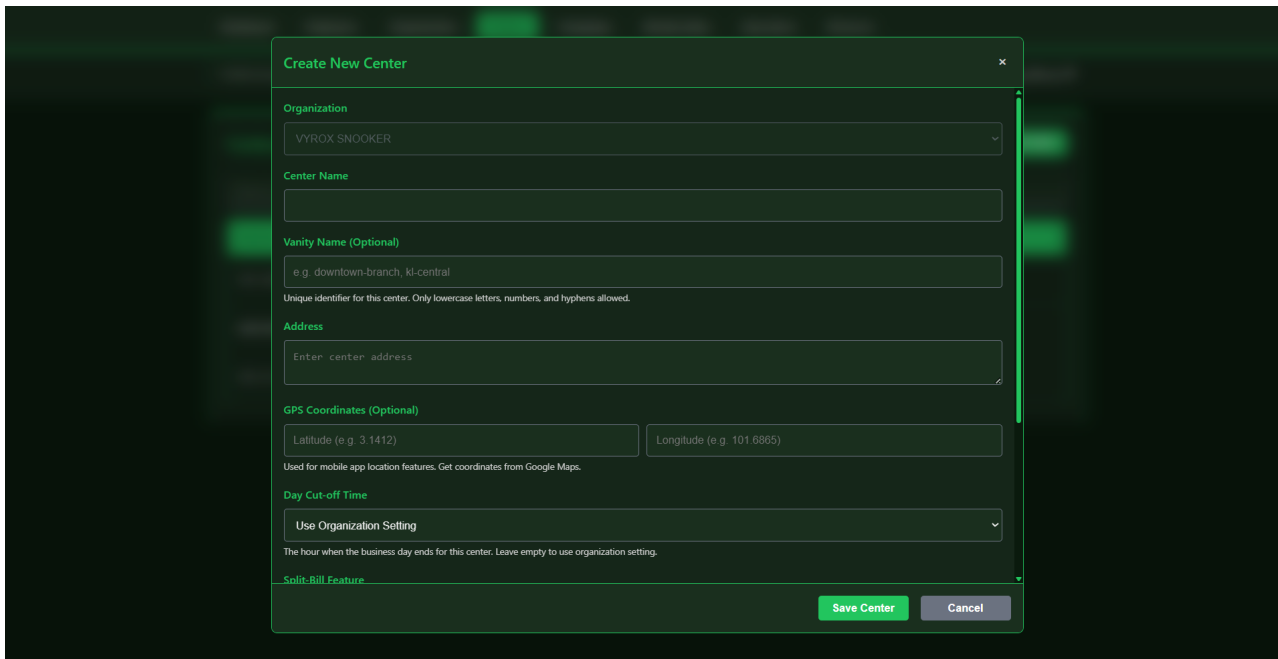 Create New Center
×
Organization
VYROX SNOOKER
Center Name
Vanity Name (Optional)
e.g. downtown-branch, kl-central
Unique identifier for this center. Only lowercase letters, numbers, and hyphens allowed.
Address
Enter center address
GPS Coordinates (Optional)
Latitude (e.g. 3.1412) Longitude (e.g. 101.6865)
Used for mobile app location features. Get coordinates from Google Maps.
Day Cut-off Time
Use Organization Setting
The hour when the business day ends for this center. Leave empty to use organization setting.
Split-Bill Feature
Save Center Cancel